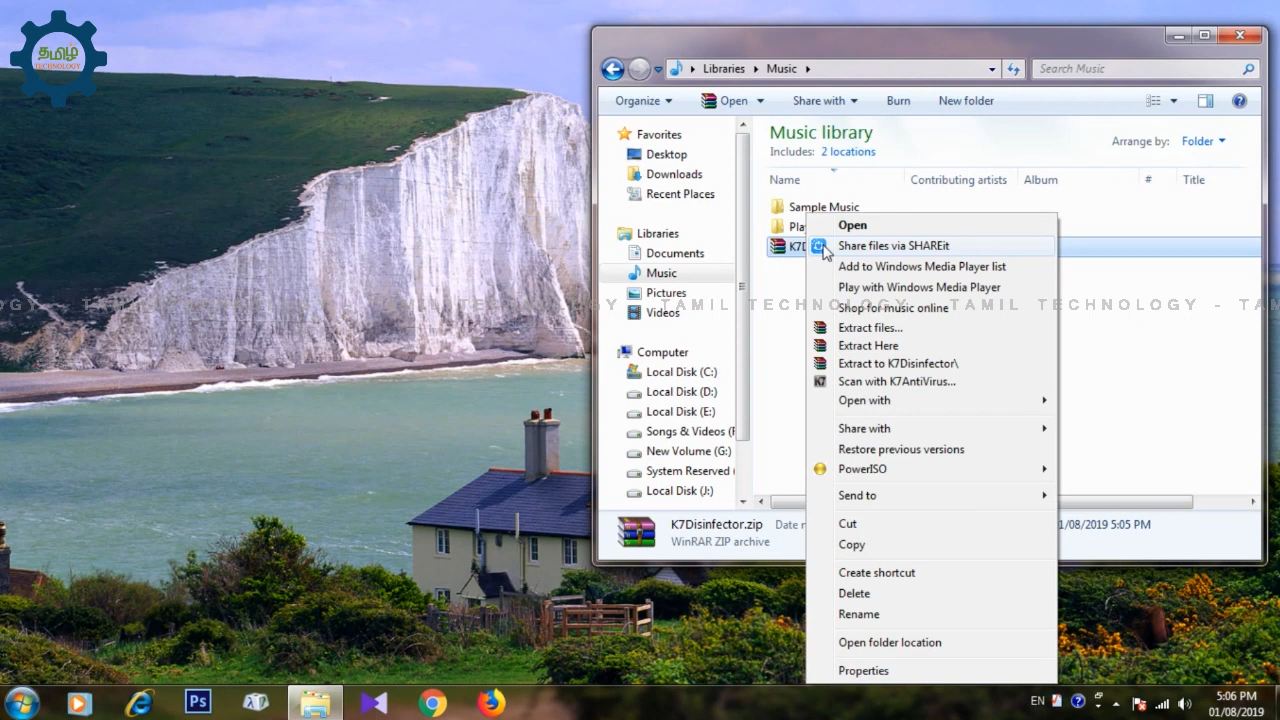 தமிழ்
TECHNOLOGY
Libraries
Music
Search Music
Organize
Open
Share with
Burn
New folder
Favorites
Desktop
Downloads
Recent Places
Libraries
Documents
Music
Pictures
Videos
Computer
Local Disk (C:)
Local Disk (D:)
Local Disk (E:)
Songs & Videos (F
New Volume (G:)
System Reserved (
Local Disk (J:)
Music library
Includes: 2 locations
Arrange by: Folder
Name
Contributing artists
Album
#
Title
Sample Music
Pla
K7D
Open
Share files via SHAREit
Add to Windows Media Player list
Play with Windows Media Player
OGY - TAMIL TECHNOLOGY - TAMIL TECHNOLOGY - TAM
Shop for music online
Extract files...
Extract Here
Extract to K7Disinfector\
K7 Scan with K7AntiVirus...
Open with
Share with
Restore previous versions
PowerISO
Send to
Cut
Copy
Create shortcut
Delete
Rename
Open folder location
Properties
K7Disinfector.zip
Date
1/08/2019 5:05 PM
WinRAR ZIP archive
Ps
EN
5:06 PM
01/08/2019